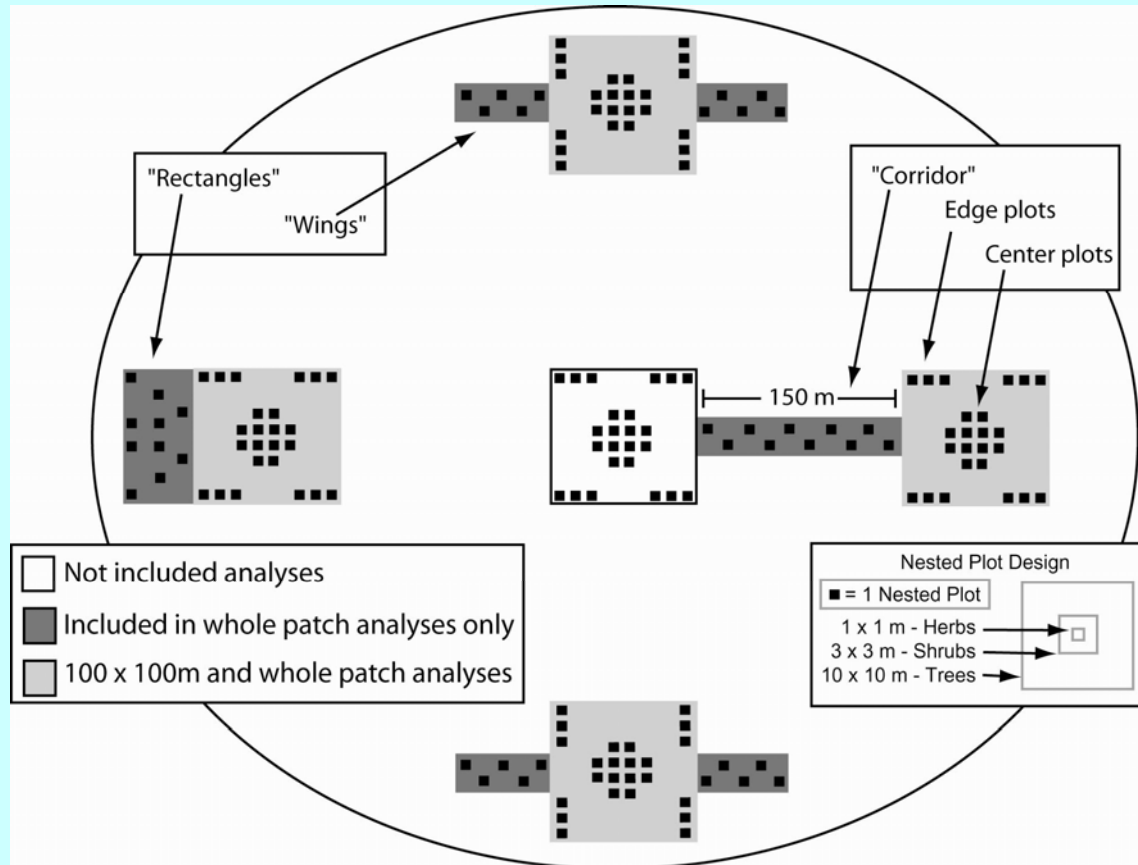 "Rectangles"
"Wings"
"Corridor"
Edge plots
Center plots
150 m
Not included analyses
Included in whole patch analyses only
100 x 100m and whole patch analyses
Nested Plot Design
= 1 Nested Plot
1 x 1 m - Herbs
3 x 3 m - Shrubs
10 x 10 m - Trees